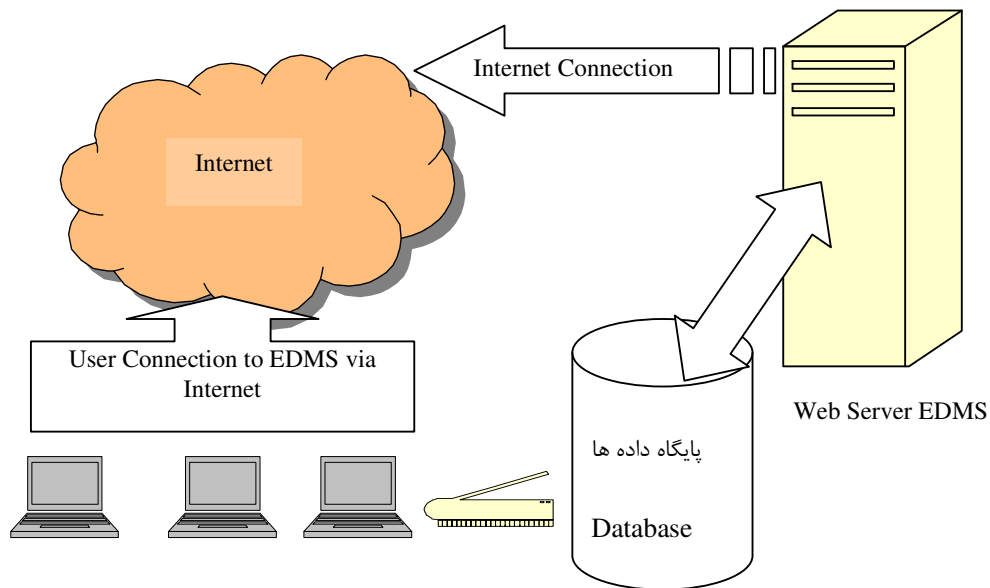 Internet Connection
Internet
User Connection to EDMS via
Internet
Web Server EDMS
پایگاه داده ها
Database